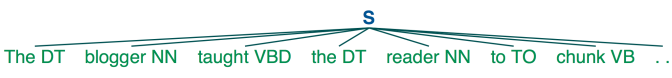 S
The DT blogger NN taught VBD the DT reader NN to TO chunk VB . .